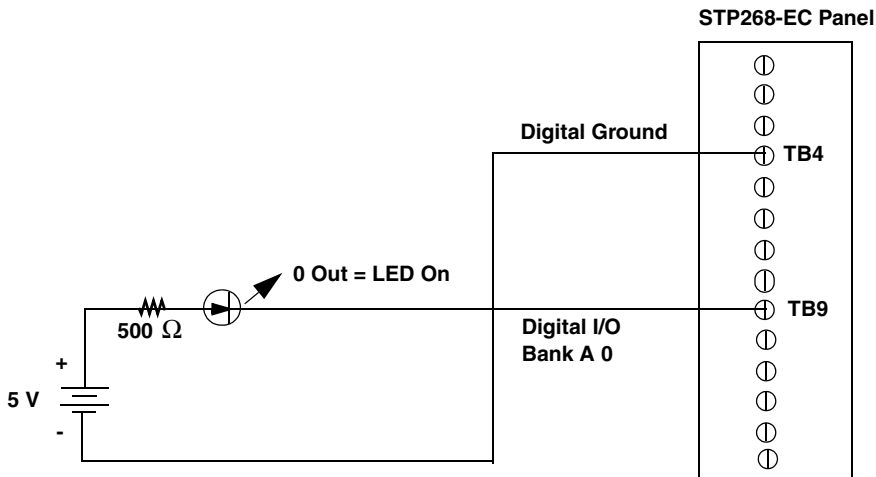 STP268-EC Panel
Digital Ground
TB4
0 Out = LED On
500 Ω
Digital I/O
Bank A 0
TB9
+
5 V
-